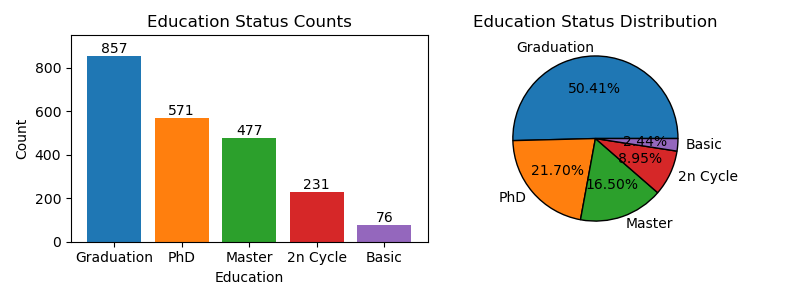 Education Status Counts
857
571
477
231
76
800
600
400
200
0
Count
Graduation
PhD
Master
2n Cycle
Basic
Education
Education Status Distribution
Graduation
50.41%
2.44%
Basic
8.95%
2n Cycle
21.70%
16.50%
PhD
Master